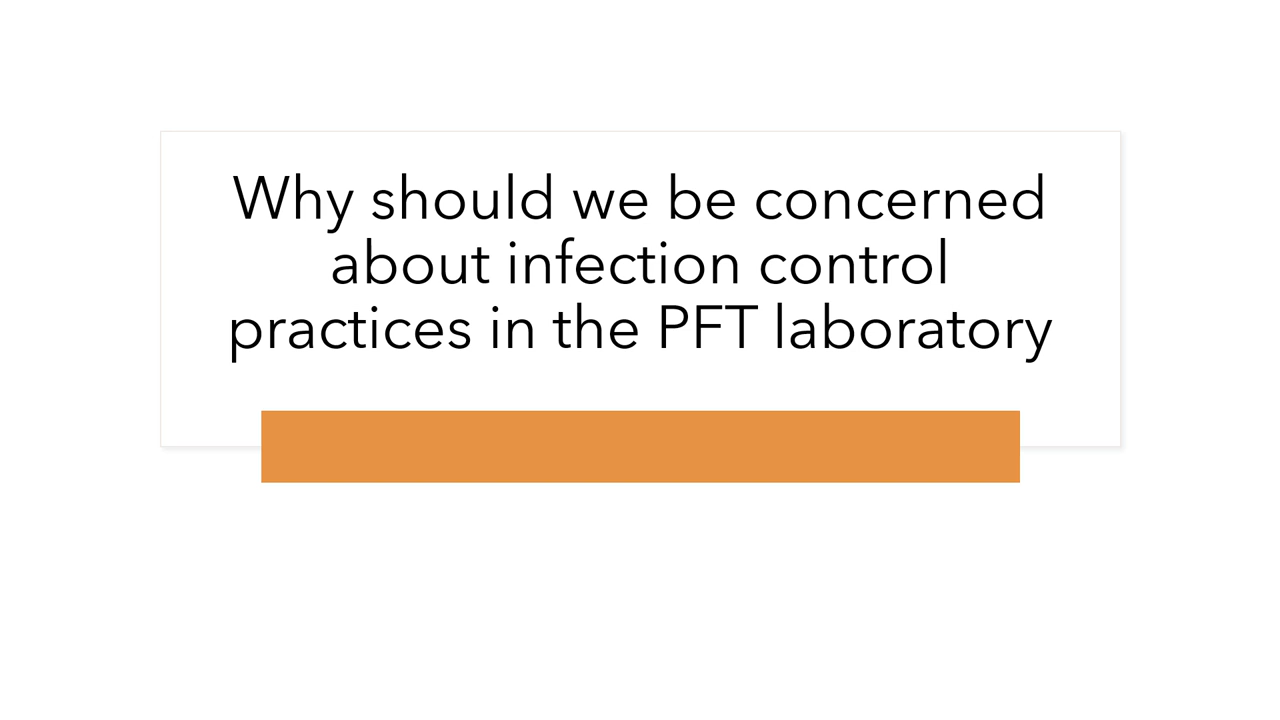 Why should we be concerned
about infection control
practices in the PFT laboratory